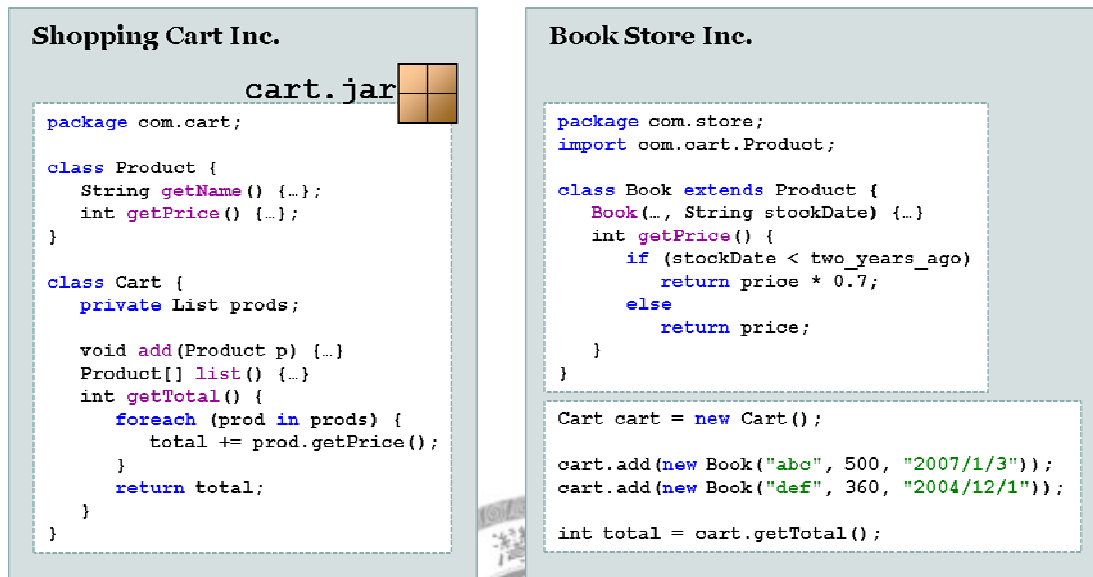 Shopping Cart Inc.
cart.jar
package com.cart;
class Product {
String getName() {…};
int getPrice() {…};
}
class Cart {
private List prods;
void add(Product p) {…}
Product[] list() {…}
int getTotal() {
foreach (prod in prods) {
total += prod.getPrice();
}
return total;
}
}
Book Store Inc.
package com.store;
import com.cart.Product;
class Book extends Product {
Book(…, String stockDate) {…}
int getPrice() {
if (stockDate < two_years_ago)
return price * 0.7;
else
return price;
}
}
Cart cart = new Cart();
cart.add(new Book("abc", 500, "2007/1/3"));
cart.add(new Book("def", 360, "2004/12/1"));
int total = cart.getTotal();